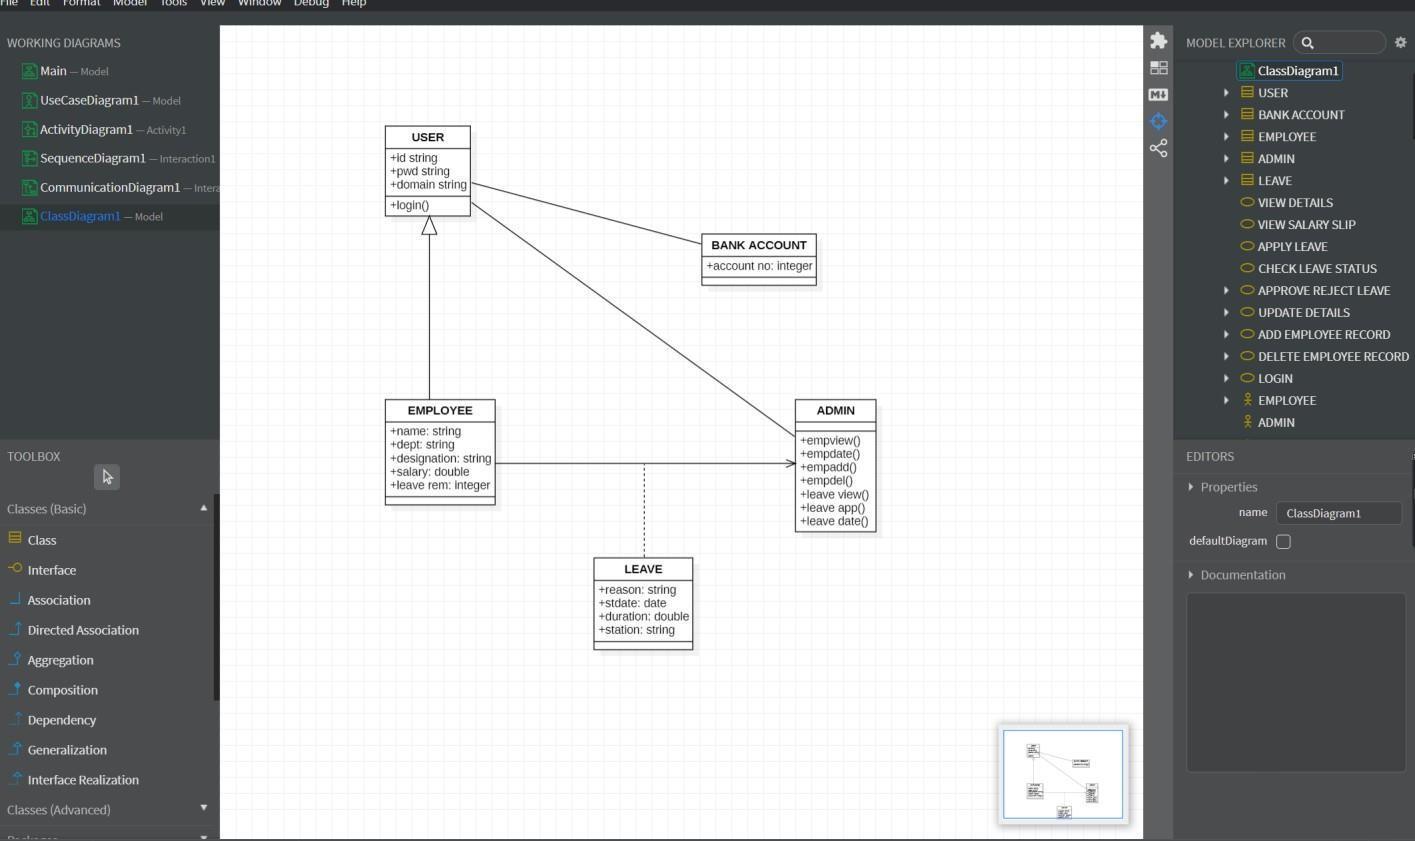 File Edit Format Model Tools View Window Debug Help
WORKING DIAGRAMS
Main — Model
UseCaseDiagram1 — Model
ActivityDiagram1 — Activity1
SequenceDiagram1 — Interaction1
CommunicationDiagram1 — Intera
ClassDiagram1 — Model
TOOLBOX
Classes (Basic)
Class
Interface
Association
Directed Association
Aggregation
Composition
Dependency
Generalization
Interface Realization
Classes (Advanced)
USER
+id string
+pwd string
+domain string
+login()
BANK ACCOUNT
+account no: integer
EMPLOYEE
+name: string
+dept: string
+designation: string
+salary: double
+leave rem: integer
ADMIN
+empview()
+empdate()
+empadd()
+empdel()
+leave view()
+leave app()
+leave date()
LEAVE
+reason: string
+stdate: date
+duration: double
+station: string
MODEL EXPLORER
ClassDiagram1
USER
BANK ACCOUNT
EMPLOYEE
ADMIN
LEAVE
VIEW DETAILS
VIEW SALARY SLIP
APPLY LEAVE
CHECK LEAVE STATUS
APPROVE REJECT LEAVE
UPDATE DETAILS
ADD EMPLOYEE RECORD
DELETE EMPLOYEE RECORD
LOGIN
EMPLOYEE
ADMIN
EDITORS
Properties
name ClassDiagram1
defaultDiagram
Documentation